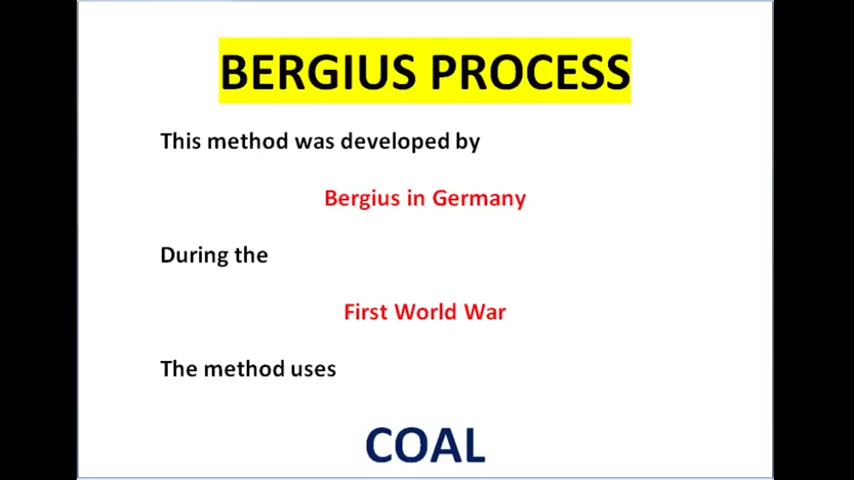 BERGIUS PROCESS
This method was developed by
Bergius in Germany
During the
First World War
The method uses
COAL